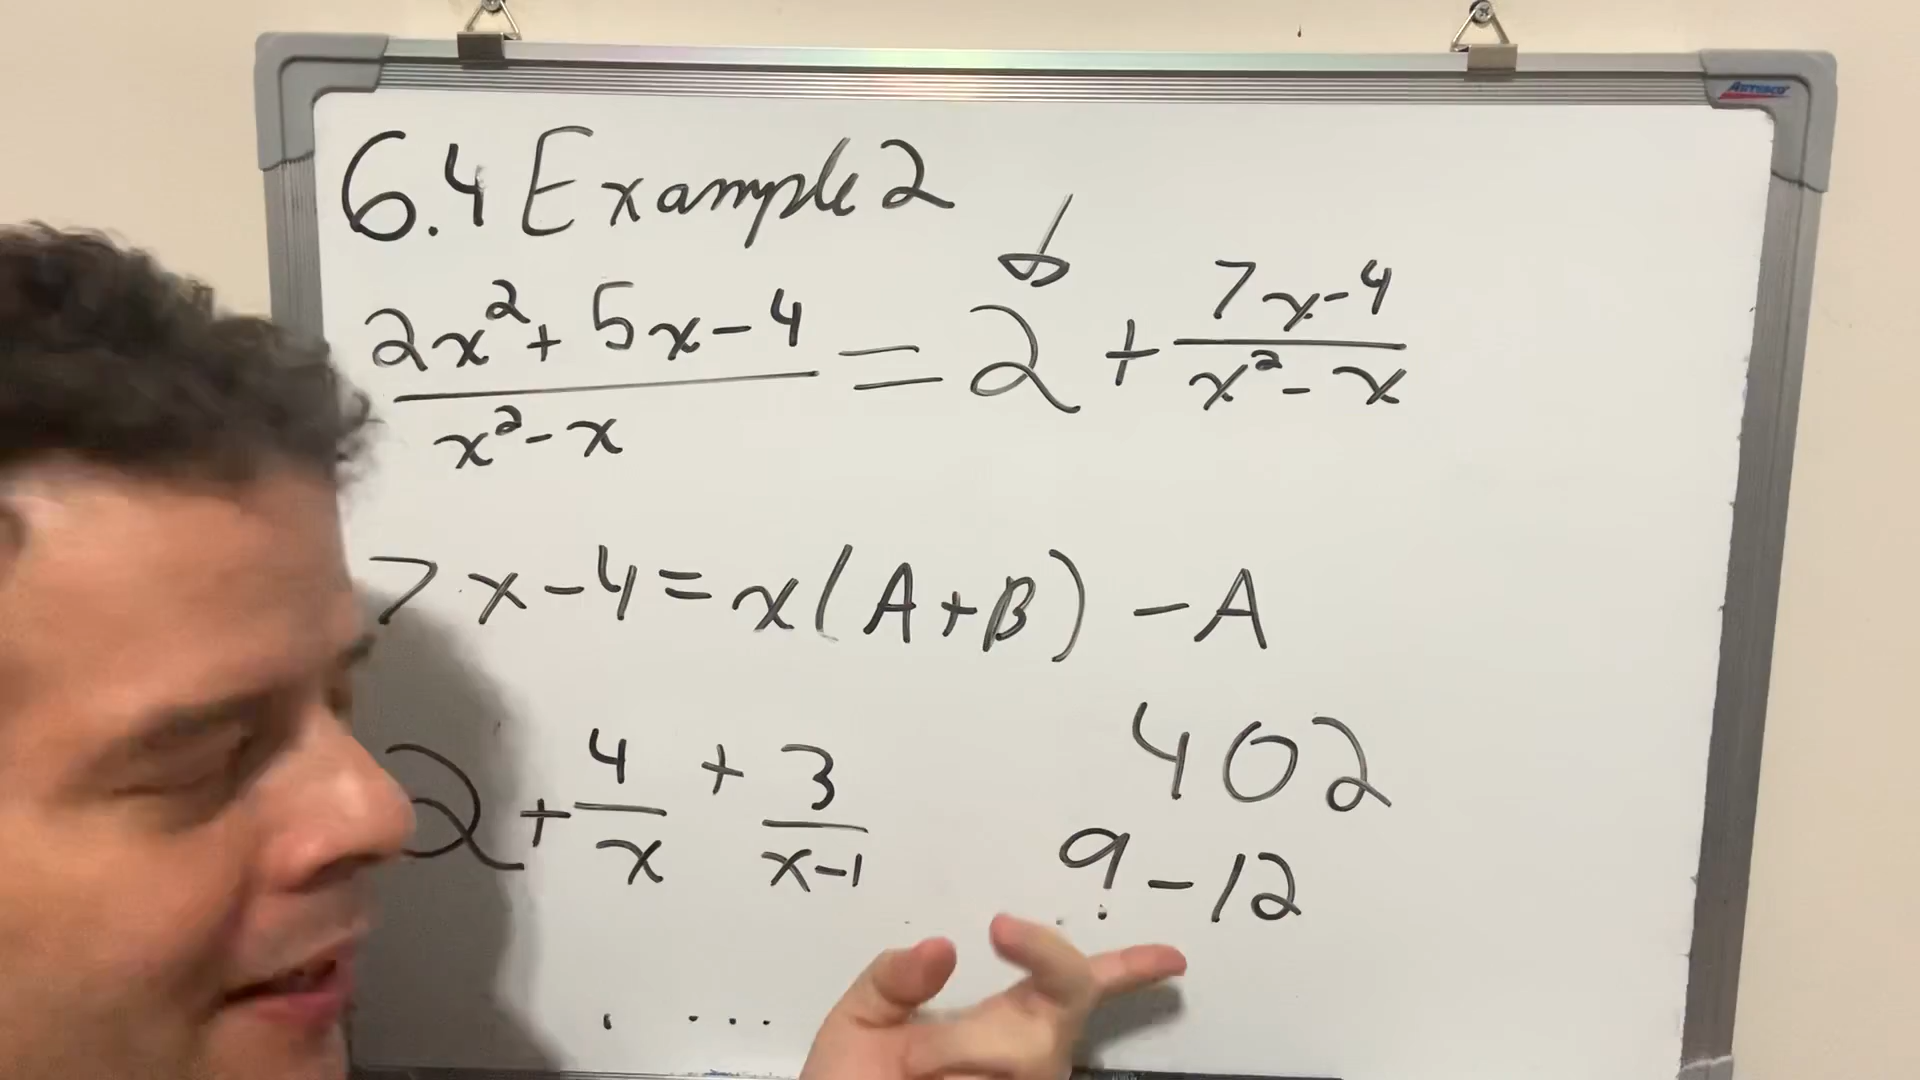 ARTESCO
6.4 Example 2
2x²+5x-4 / x²-x = 2 + 7x-4 / x²-x
7x-4=x(A+B)-A
2+4/x+3/x-1
402
9-12